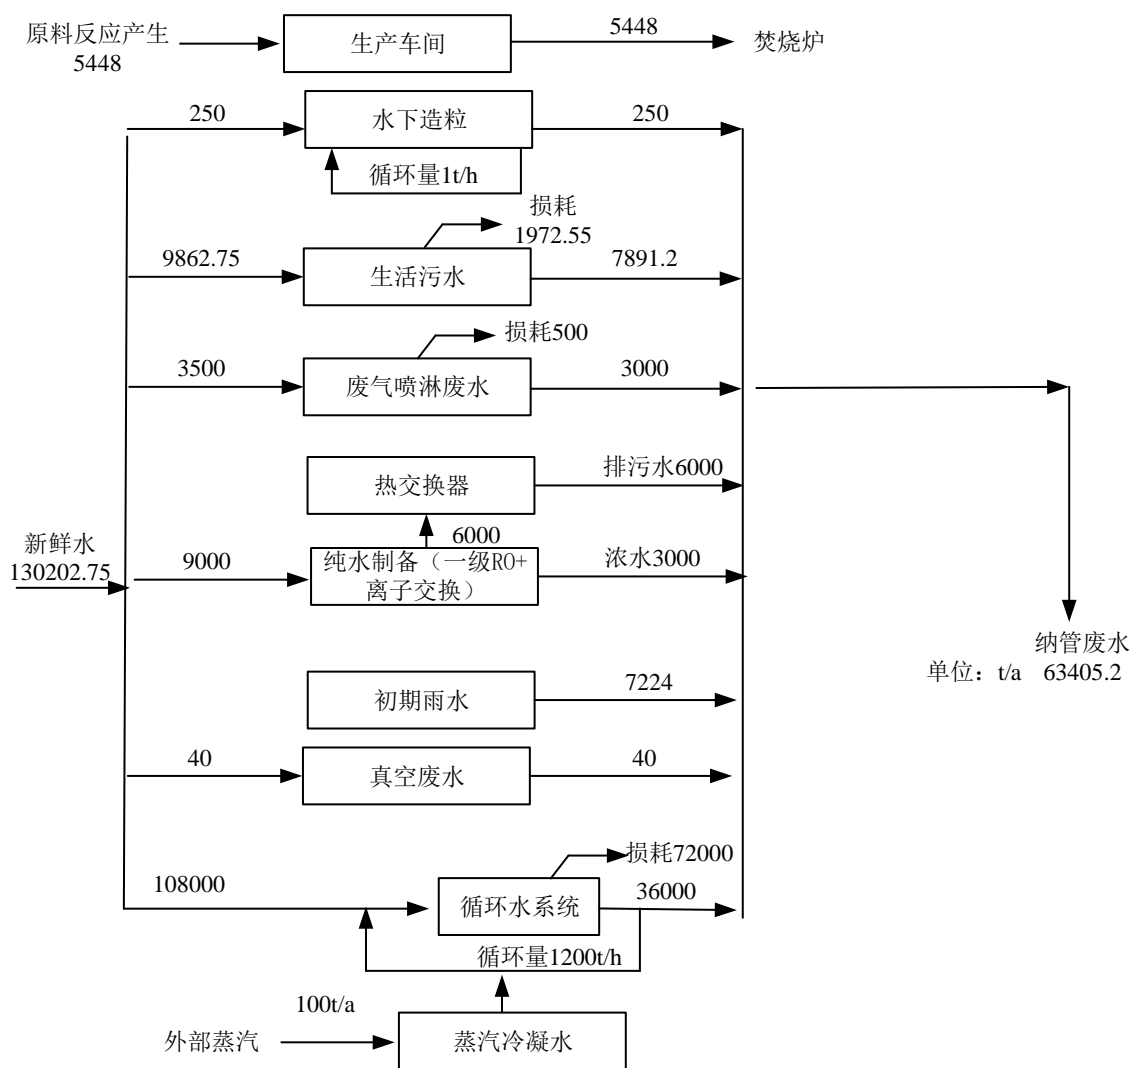 原料反应产生
5448
生产车间
5448
焚烧炉
250
水下造粒
250
循环量1t/h
损耗
1972.55
9862.75
生活污水
7891.2
损耗500
3500
废气喷淋废水
3000
热交换器
排污水6000
6000
新鲜水
130202.75
9000
纯水制备（一级RO+
离子交换）
浓水3000
初期雨水
7224
纳管废水
单位：t/a
63405.2
40
真空废水
40
损耗72000
108000
循环水系统
36000
循环量1200t/h
100t/a
外部蒸汽
蒸汽冷凝水